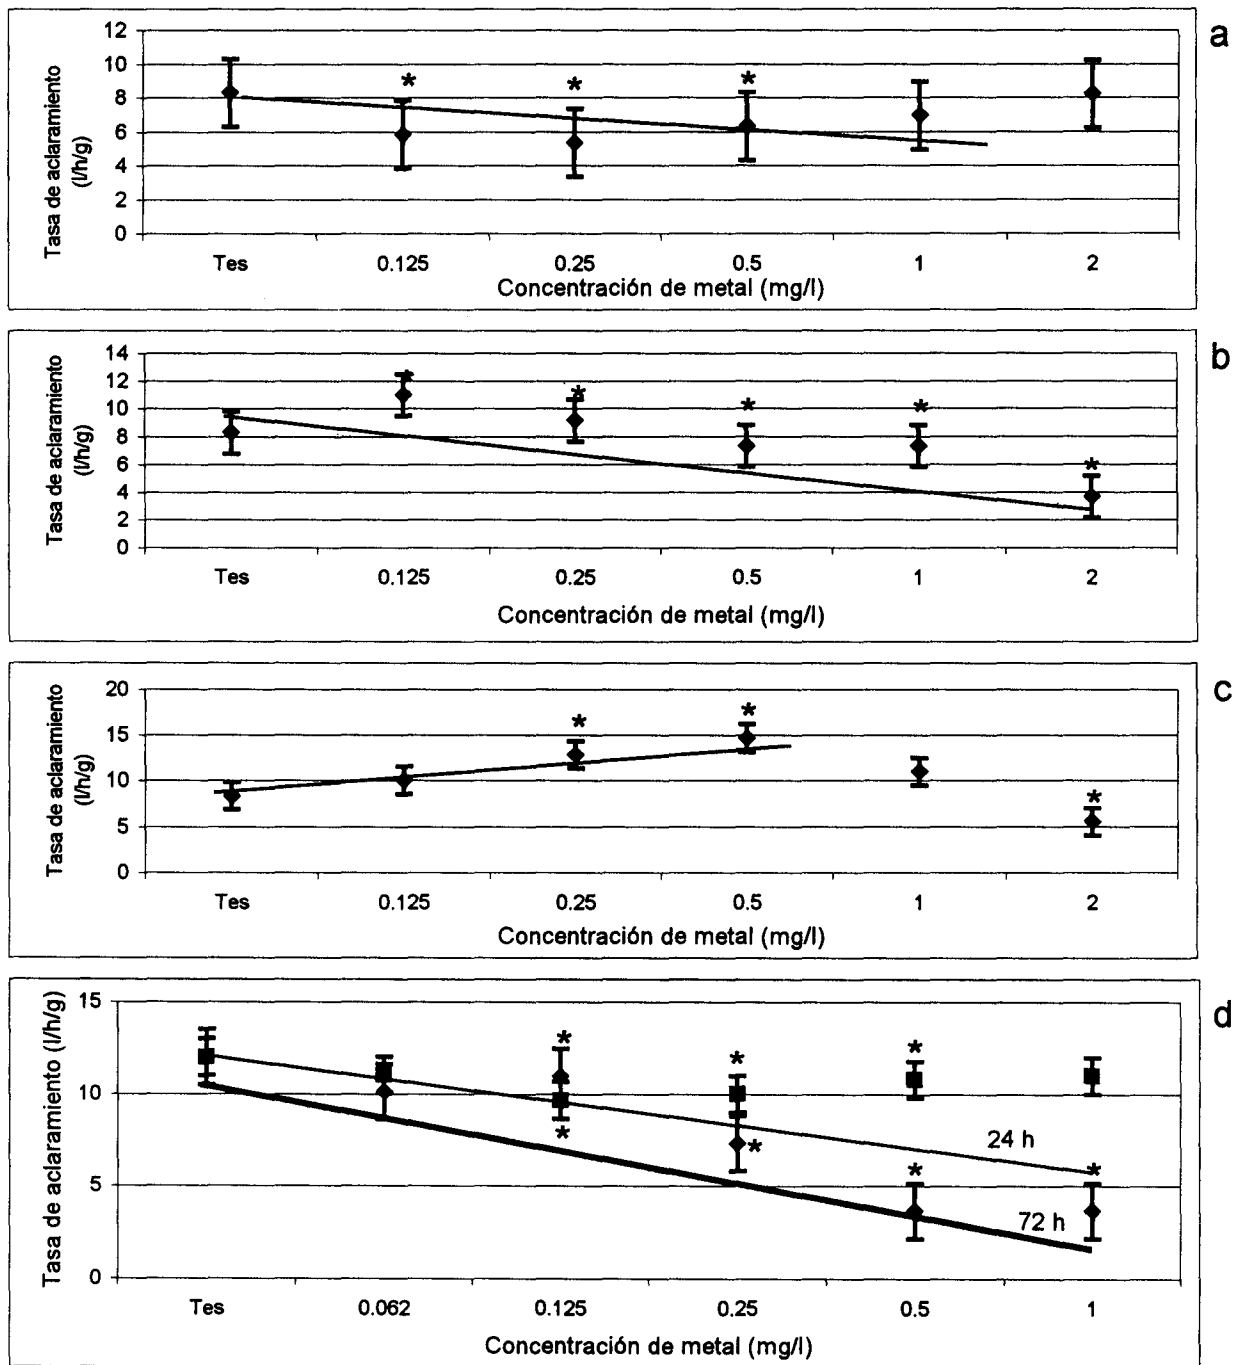 a
12
10
8
6
4
2
0
Tasa de aclaramiento
(l/h/g)
* * *
Tes 0.125 0.25 0.5 1 2
Concentración de metal (mg/l)
b
14
12
10
8
6
4
2
0
Tasa de aclaramiento
(l/h/g)
* * * * *
Tes 0.125 0.25 0.5 1 2
Concentración de metal (mg/l)
c
20
15
10
5
0
Tasa de aclaramiento
(l/h/g)
* * *
Tes 0.125 0.25 0.5 1 2
Concentración de metal (mg/l)
d
15
10
5
0
Tasa de aclaramiento (l/h/g)
* * *
* * * *
24 h
72 h
Tes 0.062 0.125 0.25 0.5 1
Concentración de metal (mg/l)